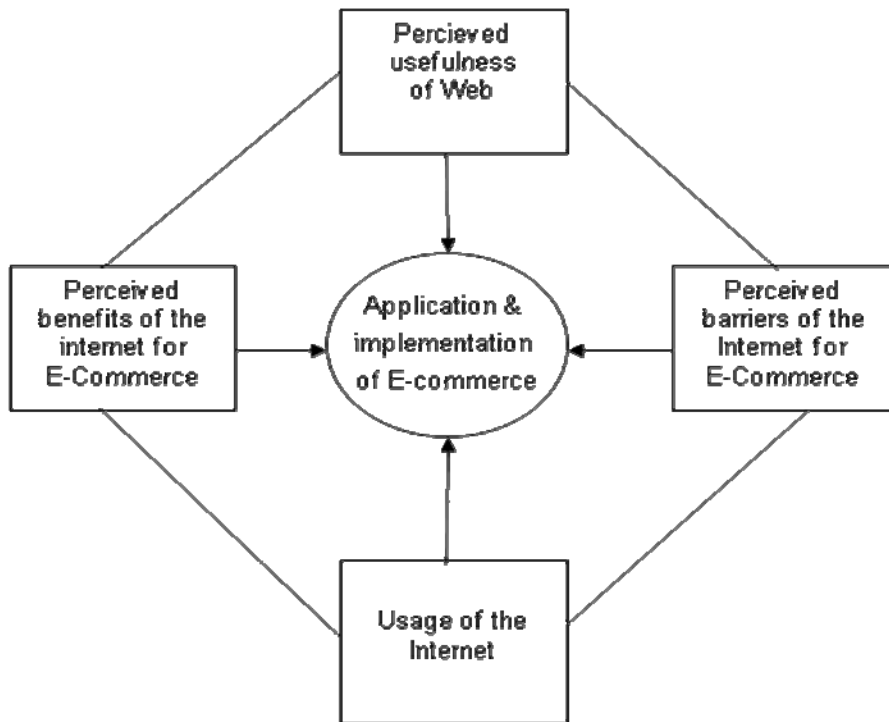 Percieved
usefulness
of Web
Perceived
benefits of the
internet for
E-Commerce
Application &
implementation
of E-commerce
Perceived
barriers of the
Internet for
E-Commerce
Usage of the
Internet